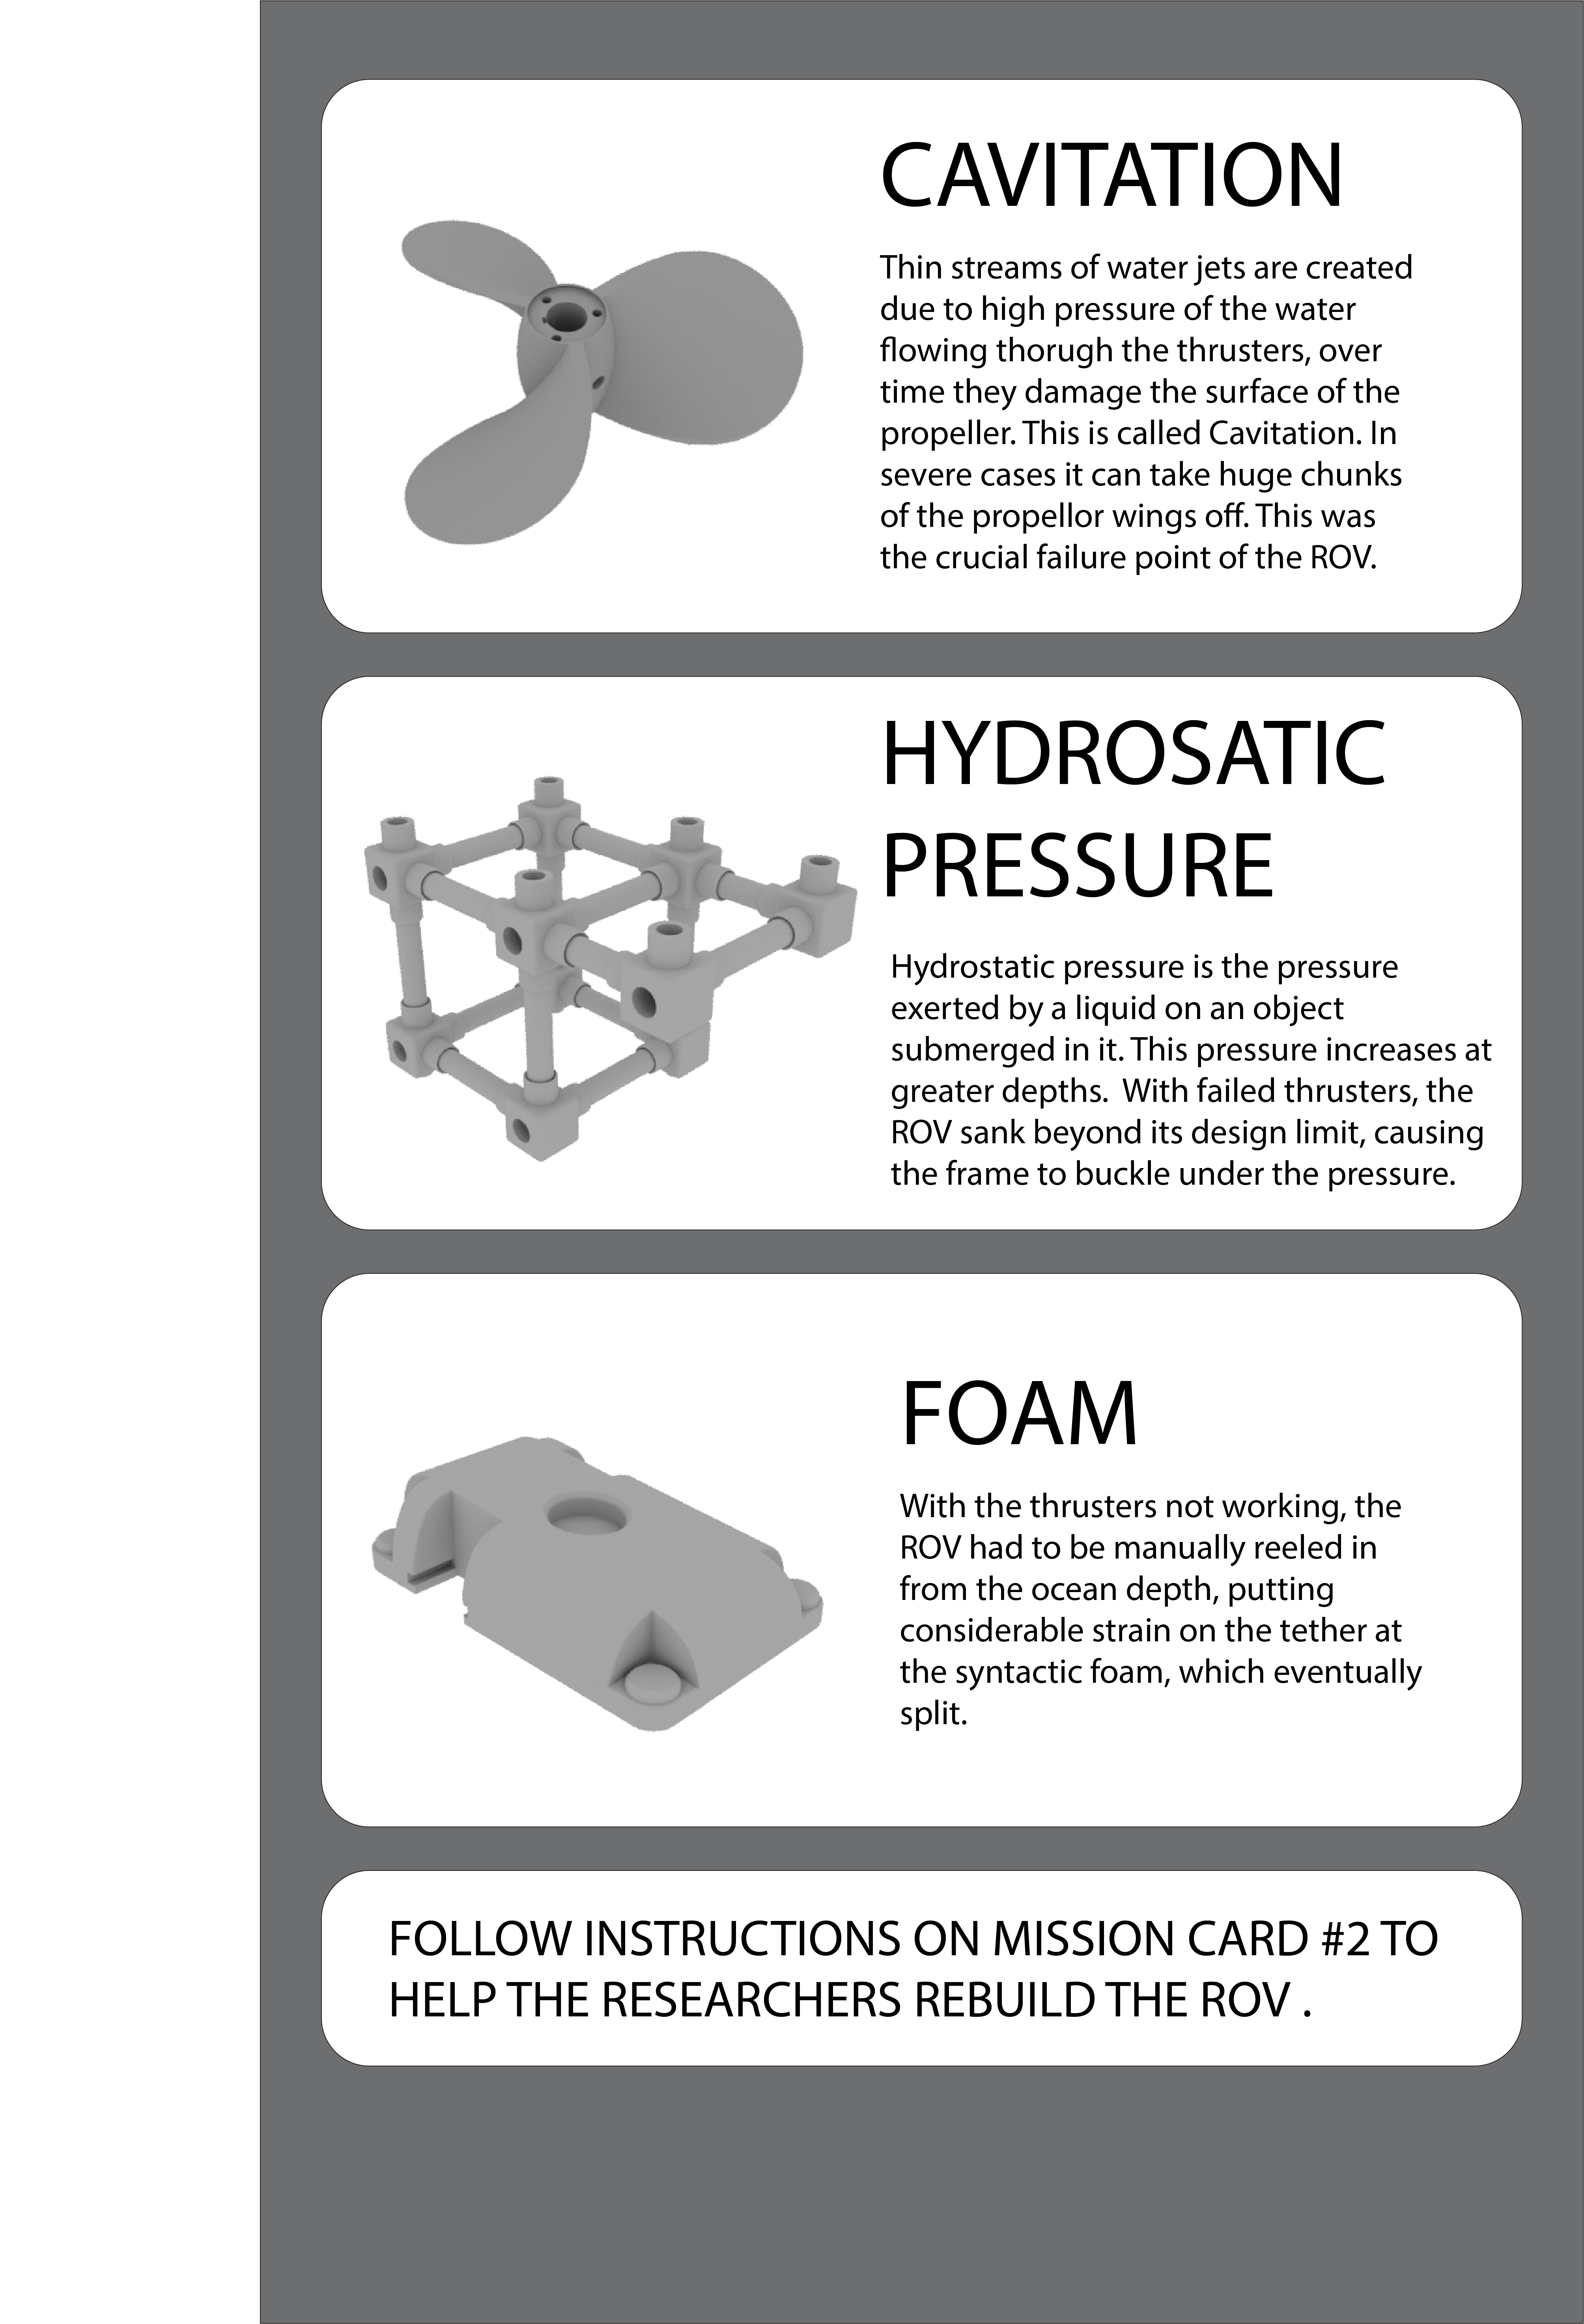 CAVITATION
Thin streams of water jets are created
due to high pressure of the water
flowing thorugh the thrusters, over
time they damage the surface of the
propeller. This is called Cavitation. In
severe cases it can take huge chunks
of the propellor wings off. This was
the crucial failure point of the ROV.
HYDROSATIC
PRESSURE
Hydrostatic pressure is the pressure
exerted by a liquid on an object
submerged in it. This pressure increases at
greater depths.  With failed thrusters, the
ROV sank beyond its design limit, causing
the frame to buckle under the pressure.
FOAM
With the thrusters not working, the
ROV had to be manually reeled in
from the ocean depth, putting
considerable strain on the tether at
the syntactic foam, which eventually
split.
FOLLOW INSTRUCTIONS ON MISSION CARD #2 TO
HELP THE RESEARCHERS REBUILD THE ROV .